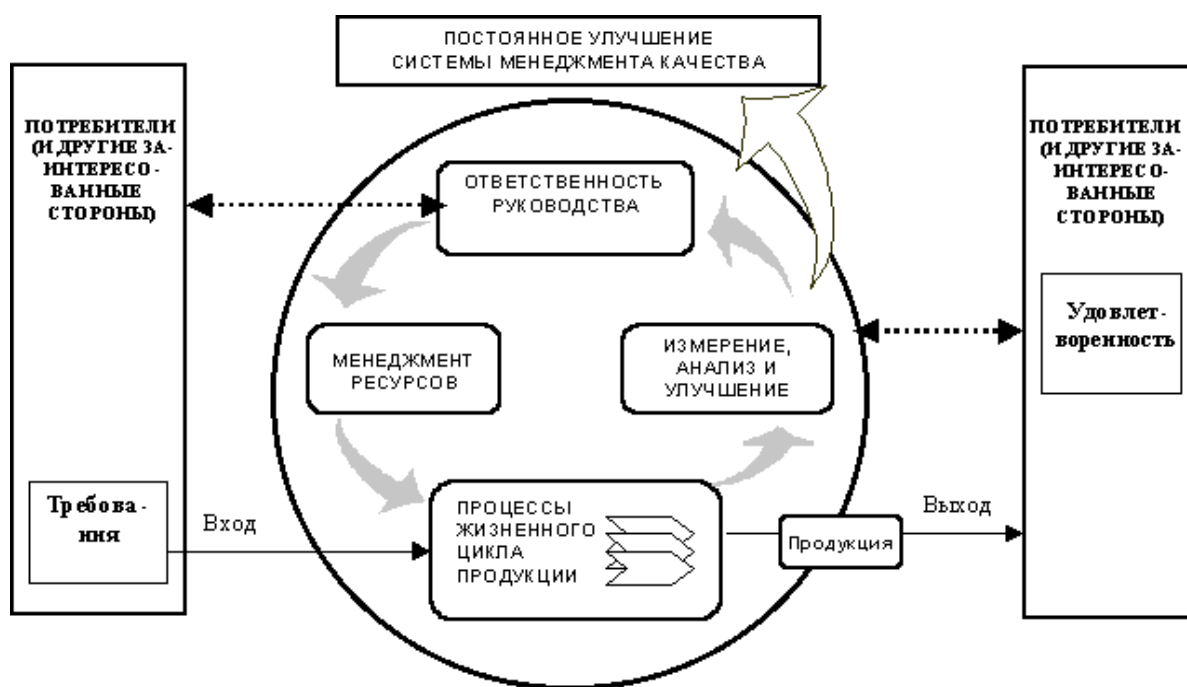 ПОСТОЯННОЕ УЛУЧШЕНИЕ
СИСТЕМЫ МЕНЕДЖМЕНТА КАЧЕСТВА
ПОТРЕБИТЕЛИ
(И ДРУГИЕ ЗА-
ИНТЕРЕСО-
ВАННЫЕ
СТОРОНЫ)
Требова-
ния
Вход
ОТВЕТСТВЕННОСТЬ
РУКОВОДСТВА
МЕНЕДЖМЕНТ
РЕСУРСОВ
ИЗМЕРЕНИЕ,
АНАЛИЗ И
УЛУЧШЕНИЕ
ПРОЦЕССЫ
ЖИЗНЕННОГО
ЦИКЛА
ПРОДУКЦИИ
Продукция
Выход
ПОТРЕБИТЕЛИ
(И ДРУГИЕ ЗА-
ИНТЕРЕСО-
ВАННЫЕ
СТОРОНЫ)
Удовлет-
воренность